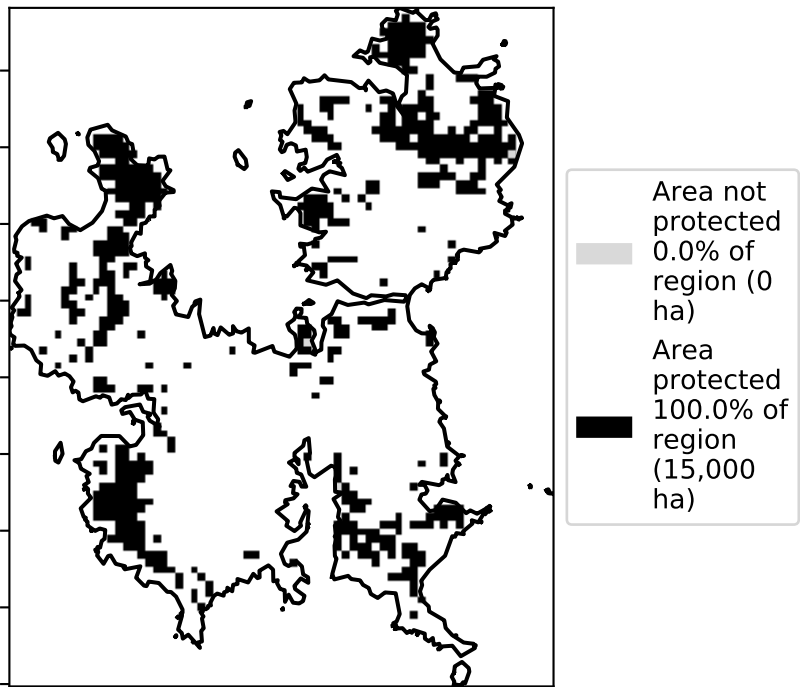 Area not
protected
0.0% of
region (0
ha)
Area
protected
100.0% of
region
(15,000
ha)